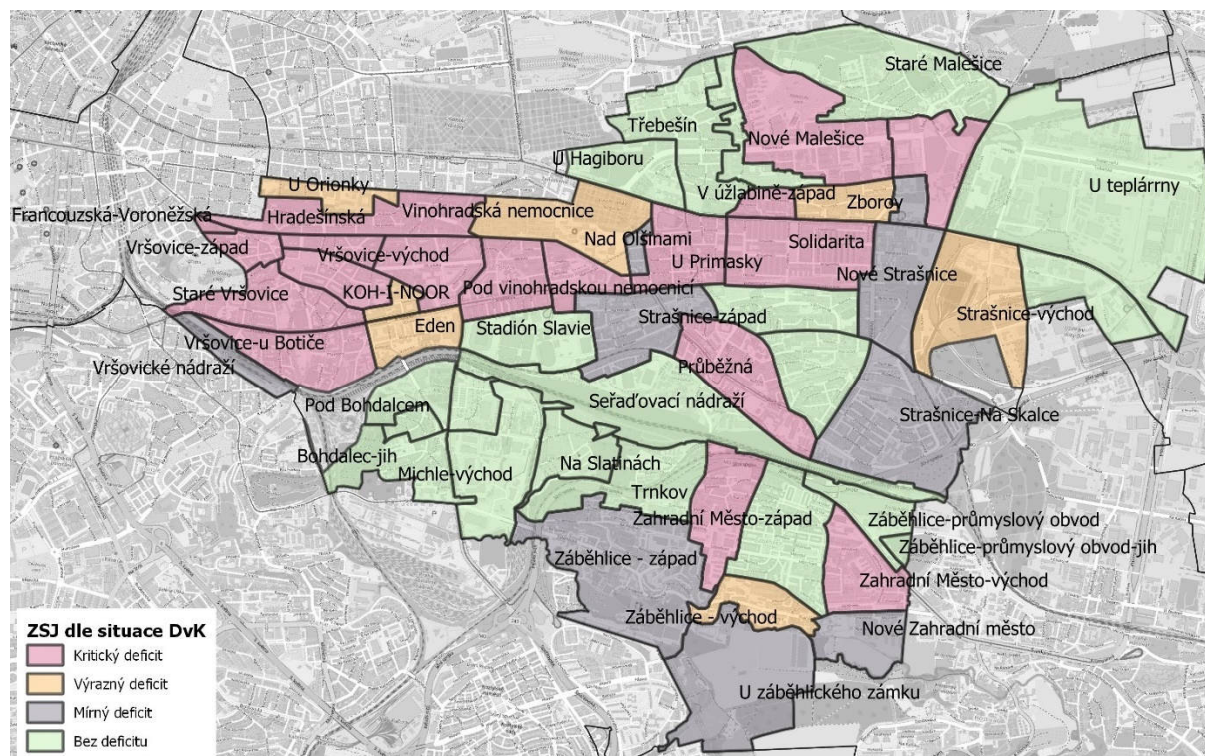 Staré Malešice
Třebešín
Nové Malešice
U Hagiboru
U Orionky
V úžlabině-západ
U teplárrny
Zborov
Francouzská-Voroněžská
Hradešínská
Vinohradská nemocnice
Nad Olšinami
Solidarita
Vršovice-západ
Vršovice-východ
U Primasky
Nové Strašnice
Staré Vršovice
KOH-I-NOOR
Pod vinohradskou nemocnicí
Eden
Stadión Slavie
Strašnice-západ
Strašnice-východ
Vršovice-u Botiče
Vršovické nádraží
Průběžná
Pod Bohdalcem
Seřaďovací nádraží
Strašnice-Na Skalce
Bohdalec-jih
Michle-východ
Na Slatinách
Trnkov
Zahradní Město-západ
Záběhlice-průmyslový obvod
Záběhlice-průmyslový obvod-jih
Záběhlice - západ
Zahradní Město-východ
Záběhlice - východ
Nové Zahradní město
U záběhlického zámku
ZSJ dle situace DvK
Kritický deficit
Výrazný deficit
Mírný deficit
Bez deficitu